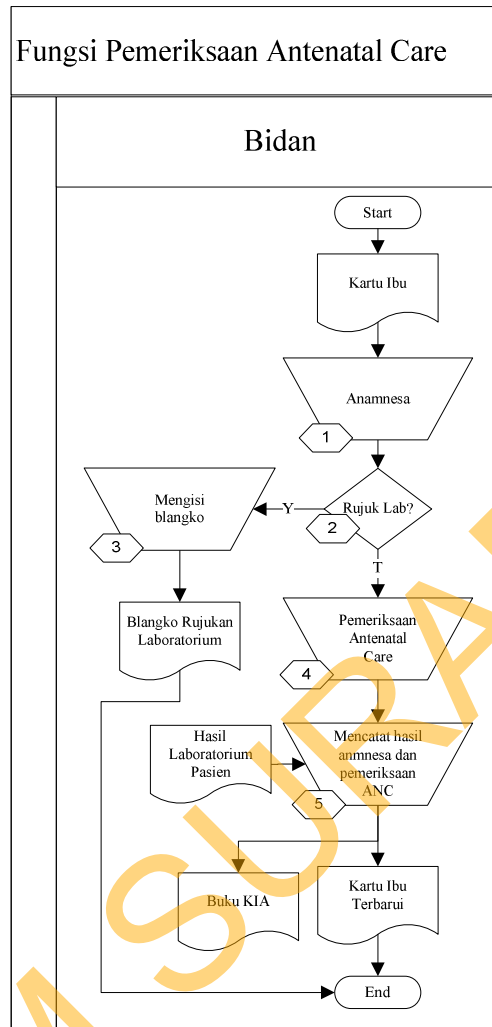 Fungsi Pemeriksaan Antenatal Care
Bidan
Start
Kartu Ibu
Anamnesa
1
Rujuk Lab?
2
Y
Mengisi
blangko
3
T
Blangko Rujukan
Laboratorium
Pemeriksaan
Antenatal
Care
4
Hasil
Laboratorium
Pasien
Mencatat hasil
anmnesa dan
pemeriksaan
ANC
5
Buku KIA
Kartu Ibu
Terbarui
End
M SURA